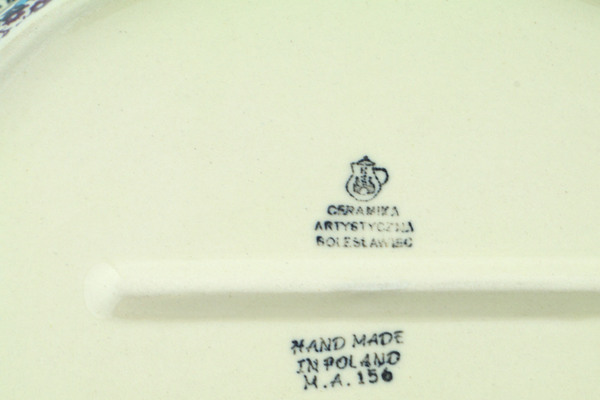 CERAMIKA
ARTYSTYCZNA
BOLESŁAWIEC
HAND MADE
IN POLAND
M.A. 156